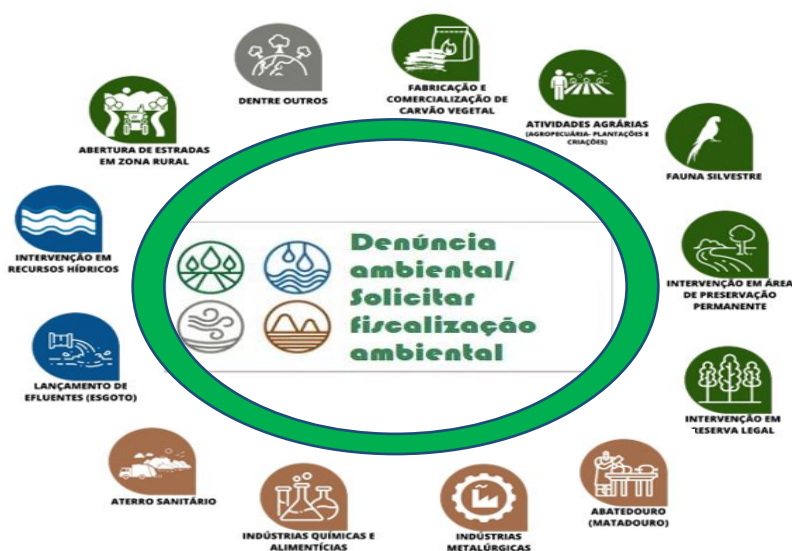 DENTRE OUTROS
FABRICAÇÃO E
COMERCIALIZAÇÃO DE
CARVÃO VEGETAL
ATIVIDADES AGRÁRIAS
(AGROPECUÁRIA- PLANTAÇÕES E
CRIAÇÕES)
FAUNA SILVESTRE
INTERVENÇÃO EM ÁREA
DE PRESERVAÇÃO
PERMANENTE
INTERVENÇÃO EM
RESERVA LEGAL
ABATEDOURO
(MATADOURO)
INDÚSTRIAS
METALÚRGICAS
INDÚSTRIAS QUÍMICAS E
ALIMENTÍCIAS
ATERRO SANITÁRIO
LANÇAMENTO DE
EFLUENTES (ESGOTO)
INTERVENÇÃO EM
RECURSOS HÍDRICOS
ABERTURA DE ESTRADAS
EM ZONA RURAL
Denúncia
ambiental/
Solicitar
fiscalização
ambiental